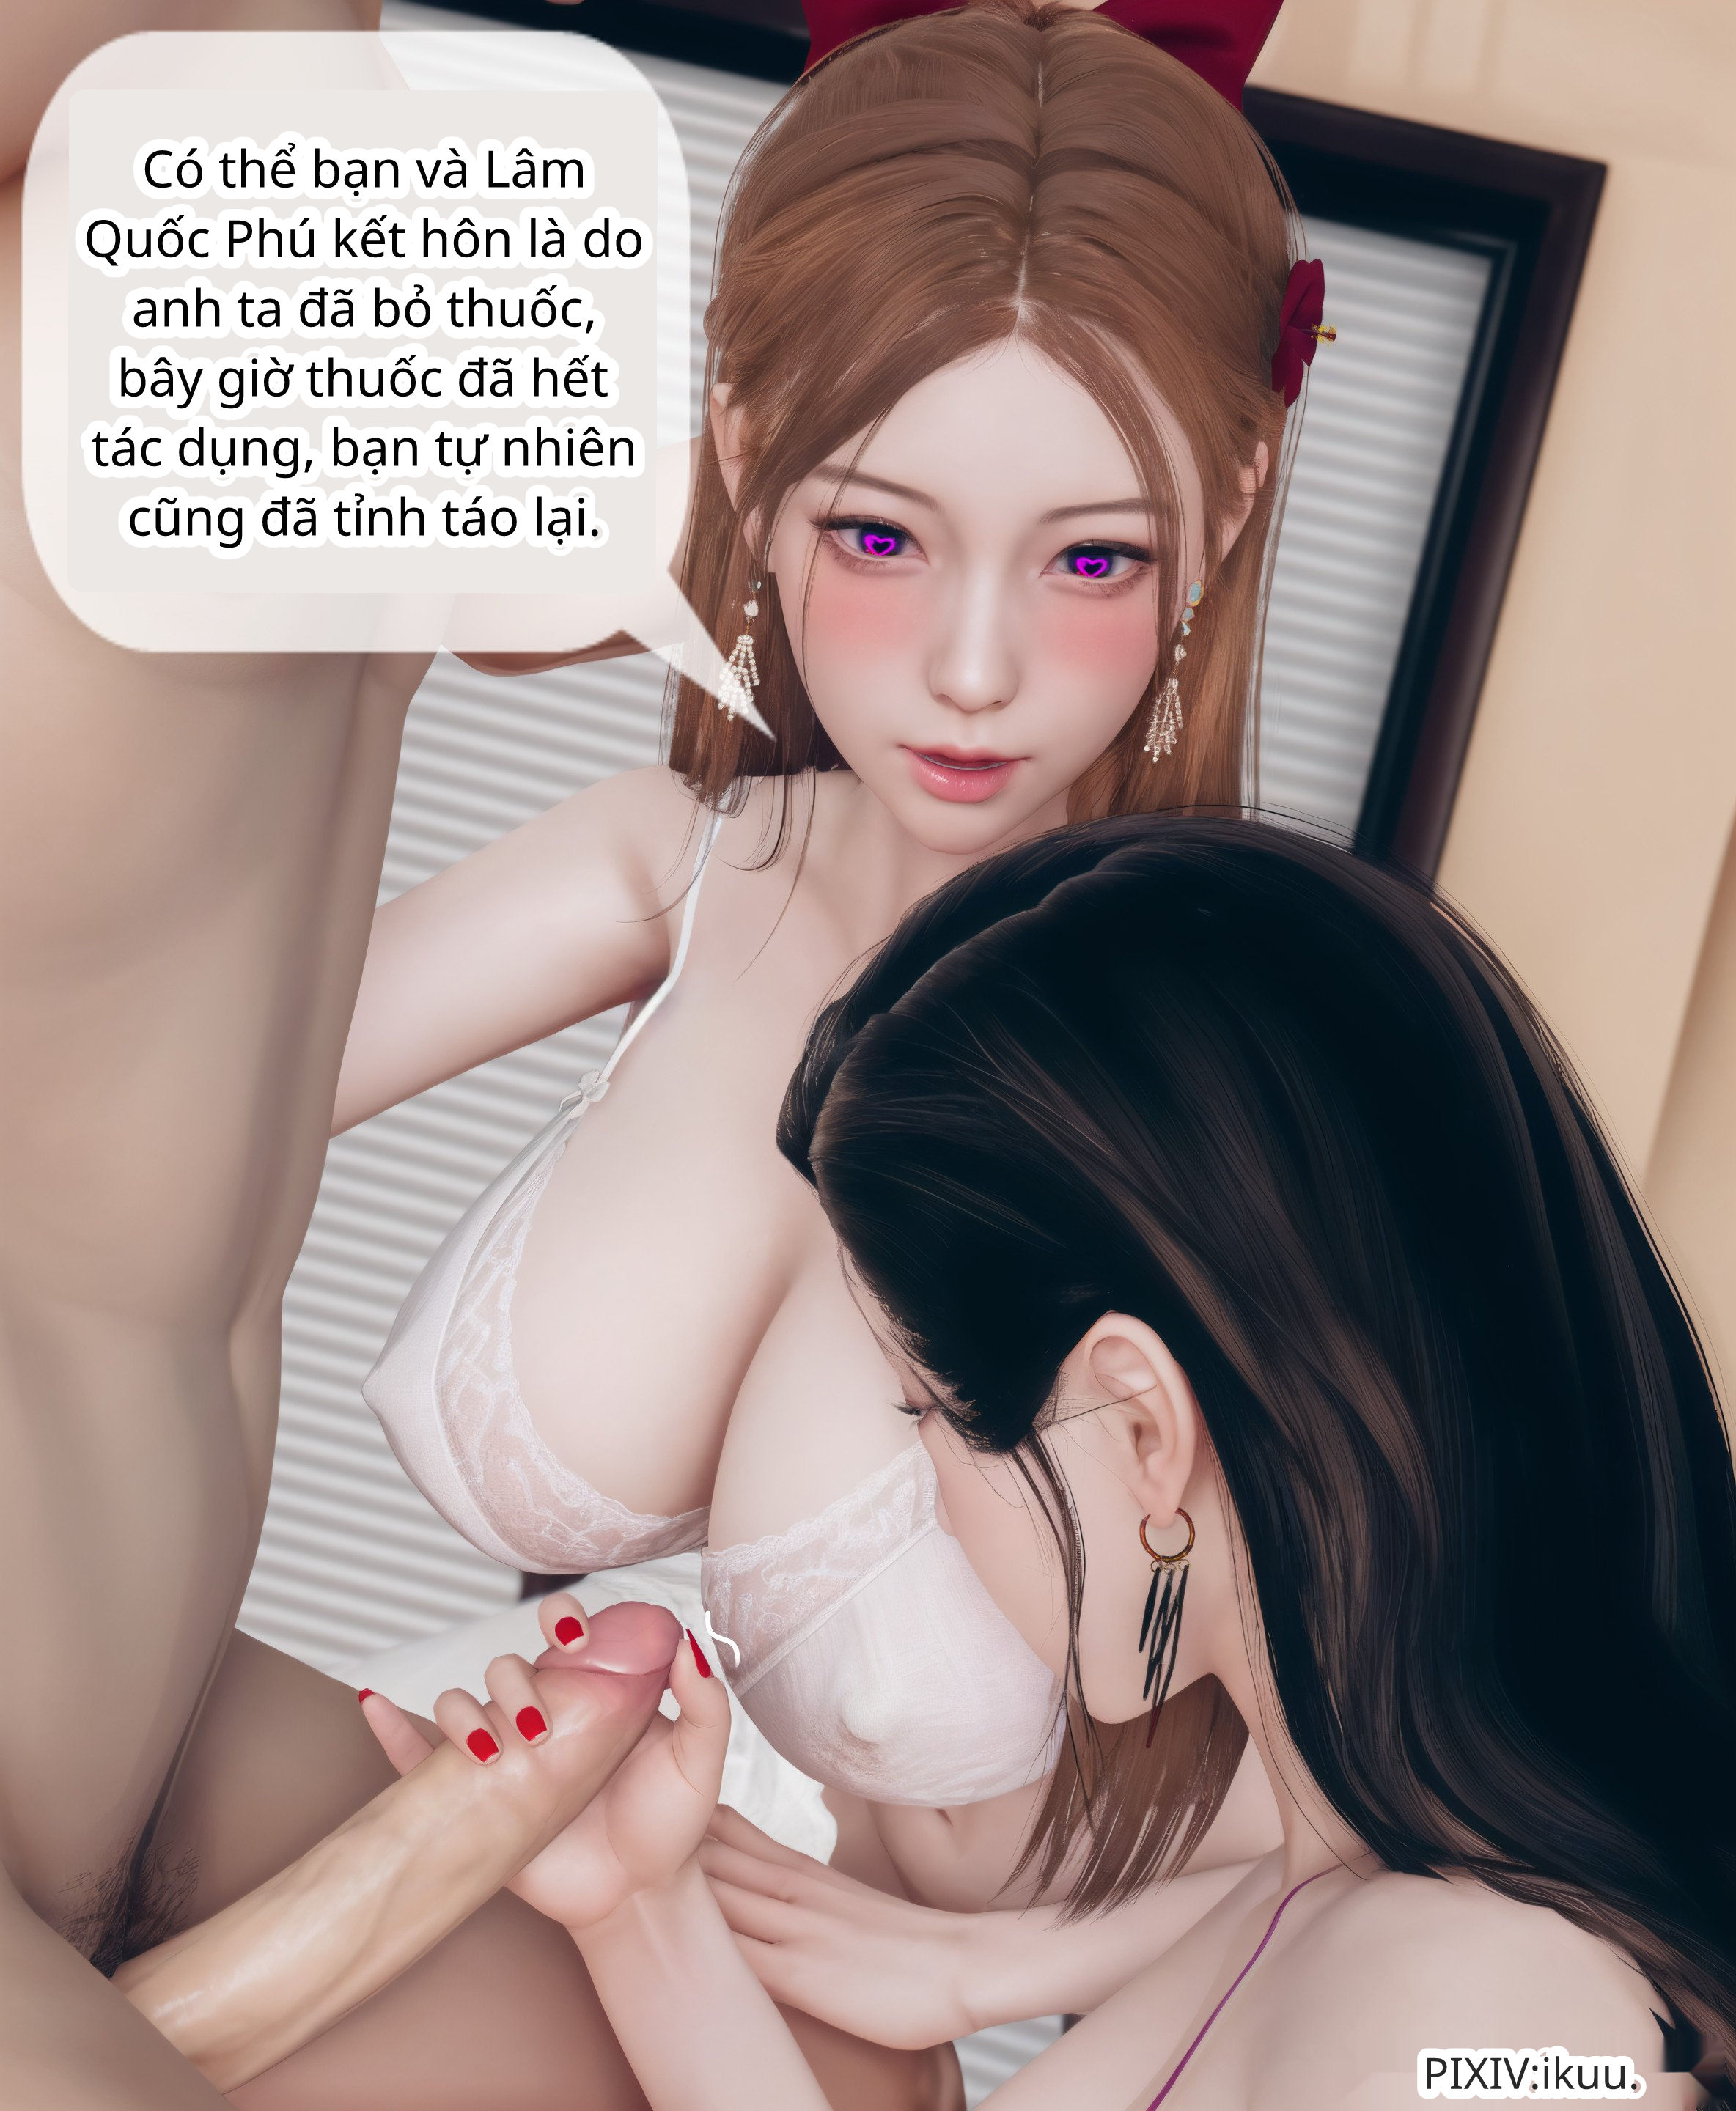 Có thể bạn và Lâm
Quốc Phú kết hôn là do
anh ta đã bỏ thuốc,
bây giờ thuốc đã hết
tác dụng, bạn tự nhiên
cũng đã tỉnh táo lại.
PIXIV:ikuu.